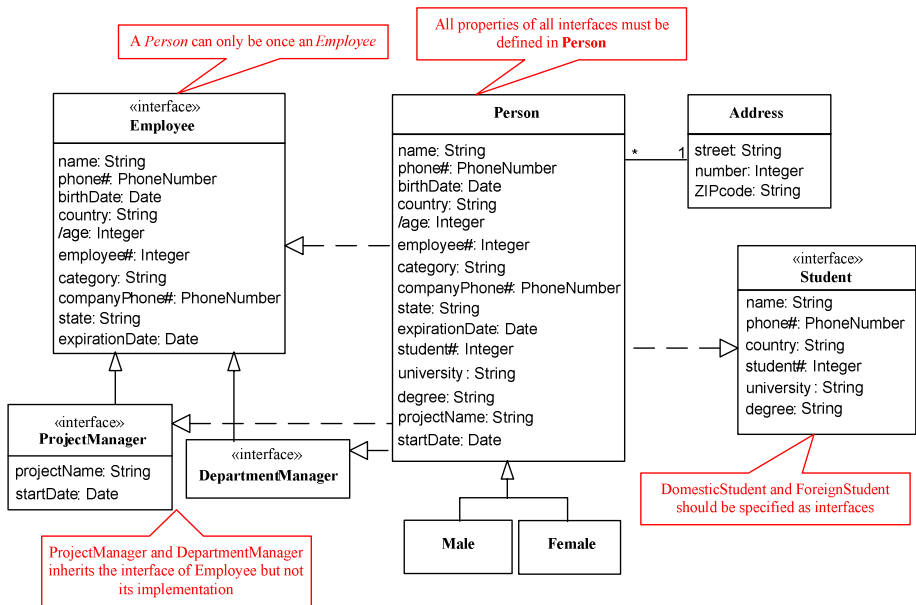 A Person can only be once an Employee
All properties of all interfaces must be
defined in Person
«interface»
Employee
name: String
phone#: PhoneNumber
birthDate: Date
country: String
/age: Integer
employee#: Integer
category: String
companyPhone#: PhoneNumber
state: String
expirationDate: Date
Person
name: String
phone#: PhoneNumber
birthDate: Date
country: String
/age: Integer
employee#: Integer
category: String
companyPhone#: PhoneNumber
state: String
expirationDate: Date
student#: Integer
university: String
degree: String
projectName: String
startDate: Date
* 1
Address
street: String
number: Integer
ZIPcode: String
«interface»
Student
name: String
phone#: PhoneNumber
country: String
student#: Integer
university: String
degree: String
«interface»
ProjectManager
projectName: String
startDate: Date
«interface»
DepartmentManager
DomesticStudent and ForeignStudent
should be specified as interfaces
Male
Female
ProjectManager and DepartmentManager
inherits the interface of Employee but not
its implementation